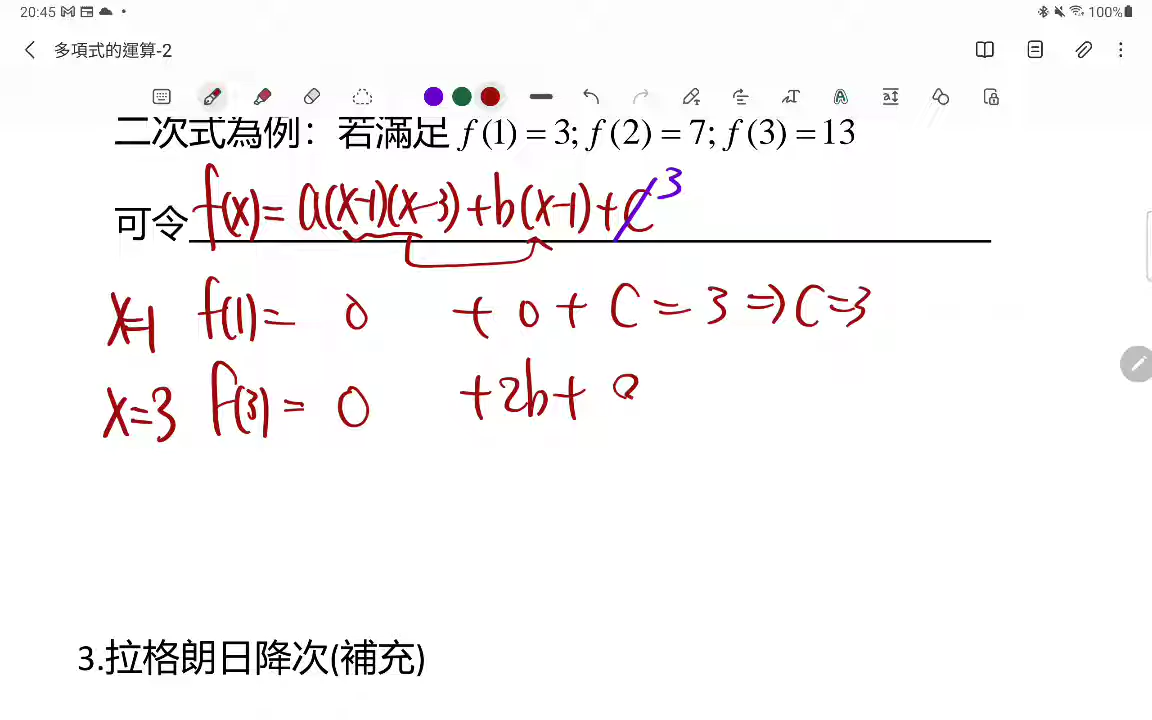 20:45 100%
多項式的運算-2
二次式為例：若滿足 f(1) = 3; f(2) = 7; f(3) = 13
可令 f(x) = a(x-1)(x-3) + b(x-1) + C 3
x=1 f(1) = 0 + 0 + C = 3 ⇒ C = 3
x=3 f(3) = 0 + 2b +
3.拉格朗日降次(補充)